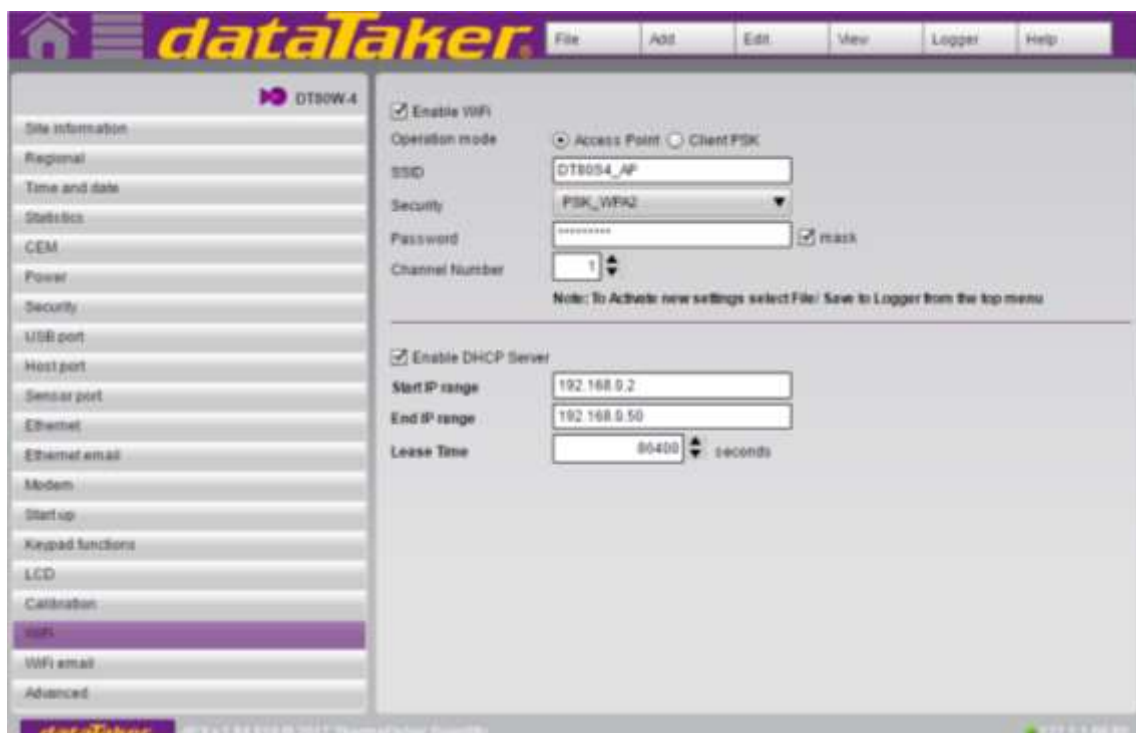 dataTaker
File Add Edit View Logger Help
DT80W-4
Site information
Regional
Time and date
Statistics
CEM
Power
Security
USB port
Host port
Sensor port
Ethernet
Ethernet email
Modem
Start up
Keypad functions
LCD
Calibration
WiFi
WiFi email
Advanced
Enable WiFi
Operation mode Access Point Client PSK
SSID DT80S4_AP
Security PSK_WPA2
Password ********* mask
Channel Number 1
Note: To Activate new settings select File/ Save to Logger from the top menu
Enable DHCP Server
Start IP range 192.168.0.2
End IP range 192.168.0.50
Lease Time 86400 seconds
dataTaker